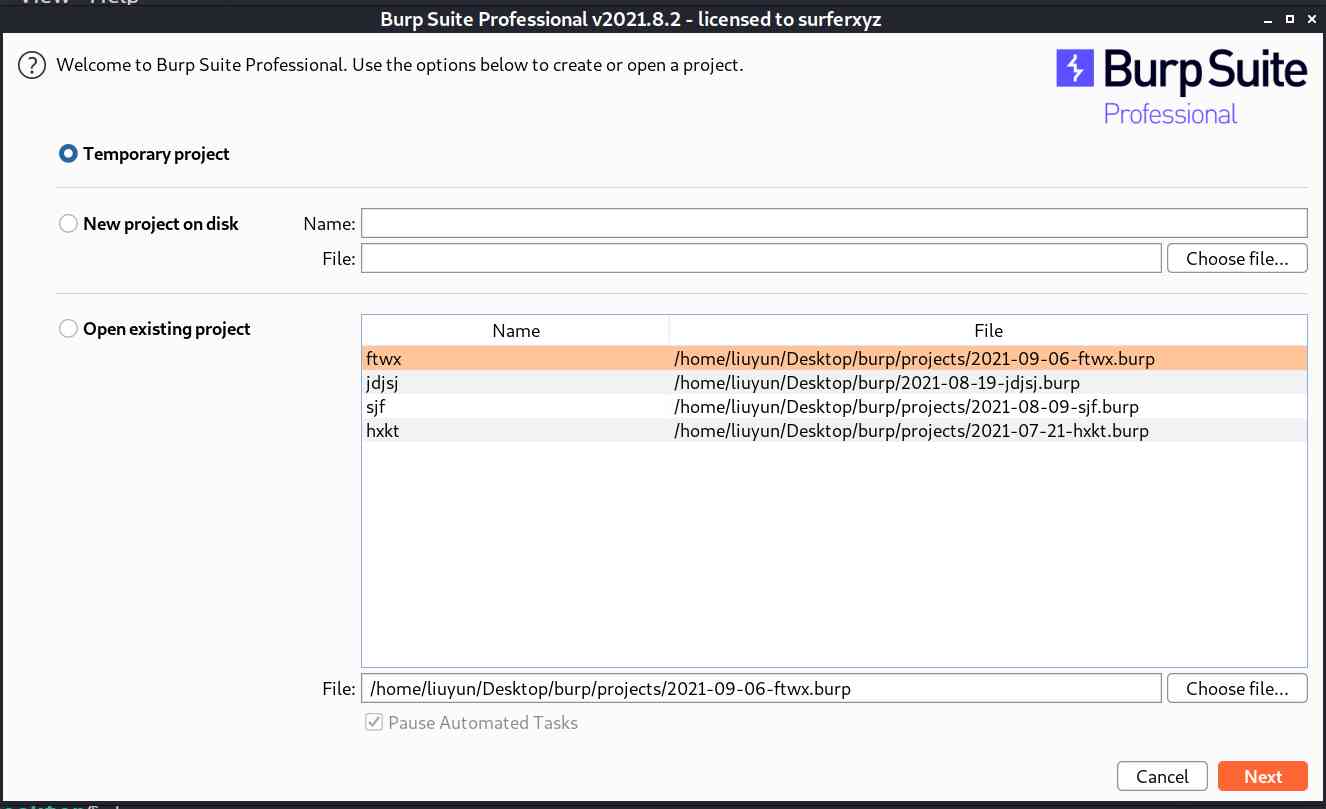 View Help
Burp Suite Professional v2021.8.2 - licensed to surferxyz
? Welcome to Burp Suite Professional. Use the options below to create or open a project.
Burp Suite
Professional
Temporary project
New project on disk Name:
File: Choose file...
Open existing project
Name File
ftwx /home/liuyun/Desktop/burp/projects/2021-09-06-ftwx.burp
jdjsj /home/liuyun/Desktop/burp/2021-08-19-jdjsj.burp
sjf /home/liuyun/Desktop/burp/projects/2021-08-09-sjf.burp
hxkt /home/liuyun/Desktop/burp/projects/2021-07-21-hxkt.burp
File: /home/liuyun/Desktop/burp/projects/2021-09-06-ftwx.burp Choose file...
Pause Automated Tasks
Cancel Next